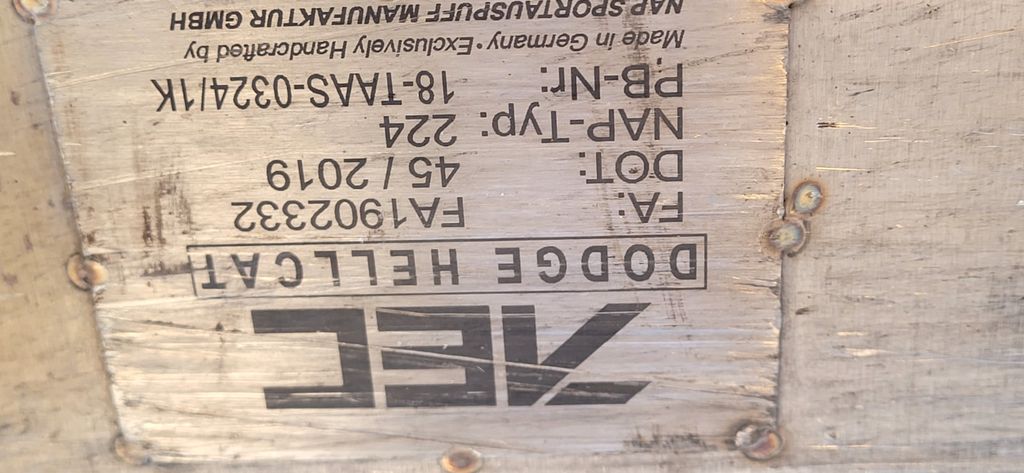 AEC
DODGE HELLCAT
FA: FA1902332
DOT: 45 / 2019
NAP-Typ: 224
P.B-Nr: 18-TAAS-0324/1K
Made in Germany • Exclusively Handcrafted by
NAP SPORTAUSPUFF MANUFAKTUR GMBH